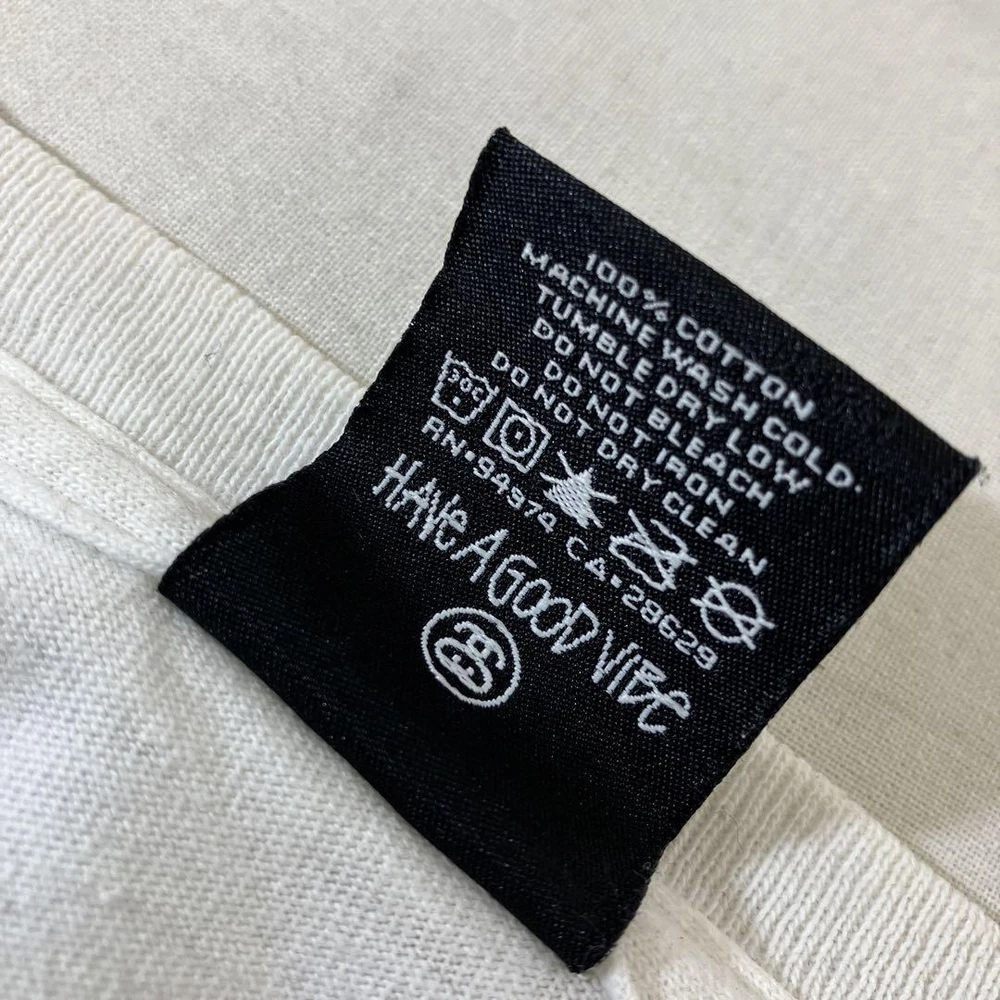 100% COTTON
MACHINE WASH COLD.
TUMBLE DRY LOW
DO NOT BLEACH
DO NOT IRON
DO NOT DRY CLEAN
30C
RN•94974 CA•28629
HAVE A GOOD VIBE